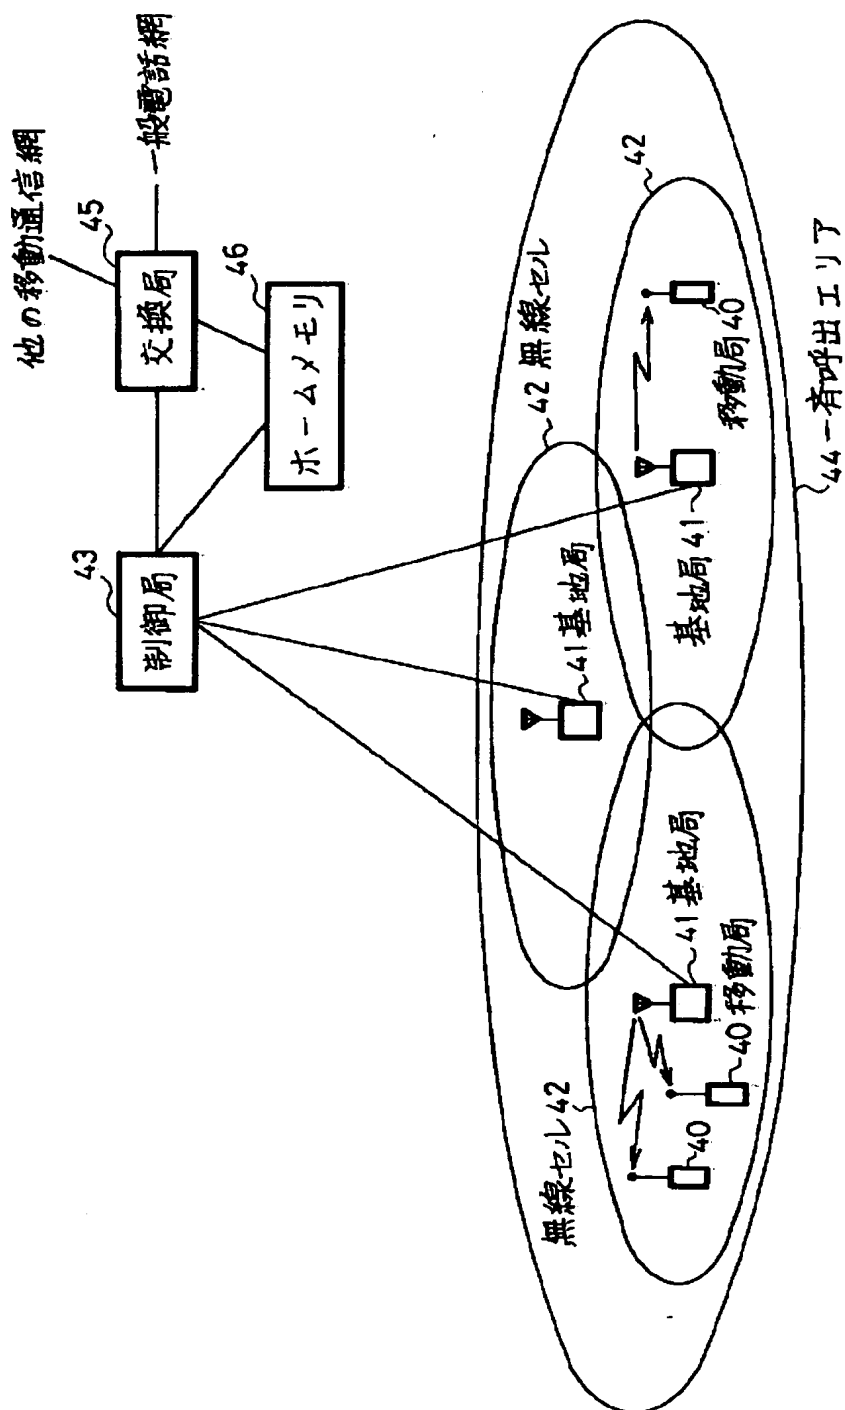 他の移動通信網
一般電話網
45
交換局
46
ホームメモリ
43
制御局
42
42 無線セル
移動局 40
41 基地局
基地局 41
44 一斉呼出エリア
無線セル 42
41 基地局
40 移動局
40